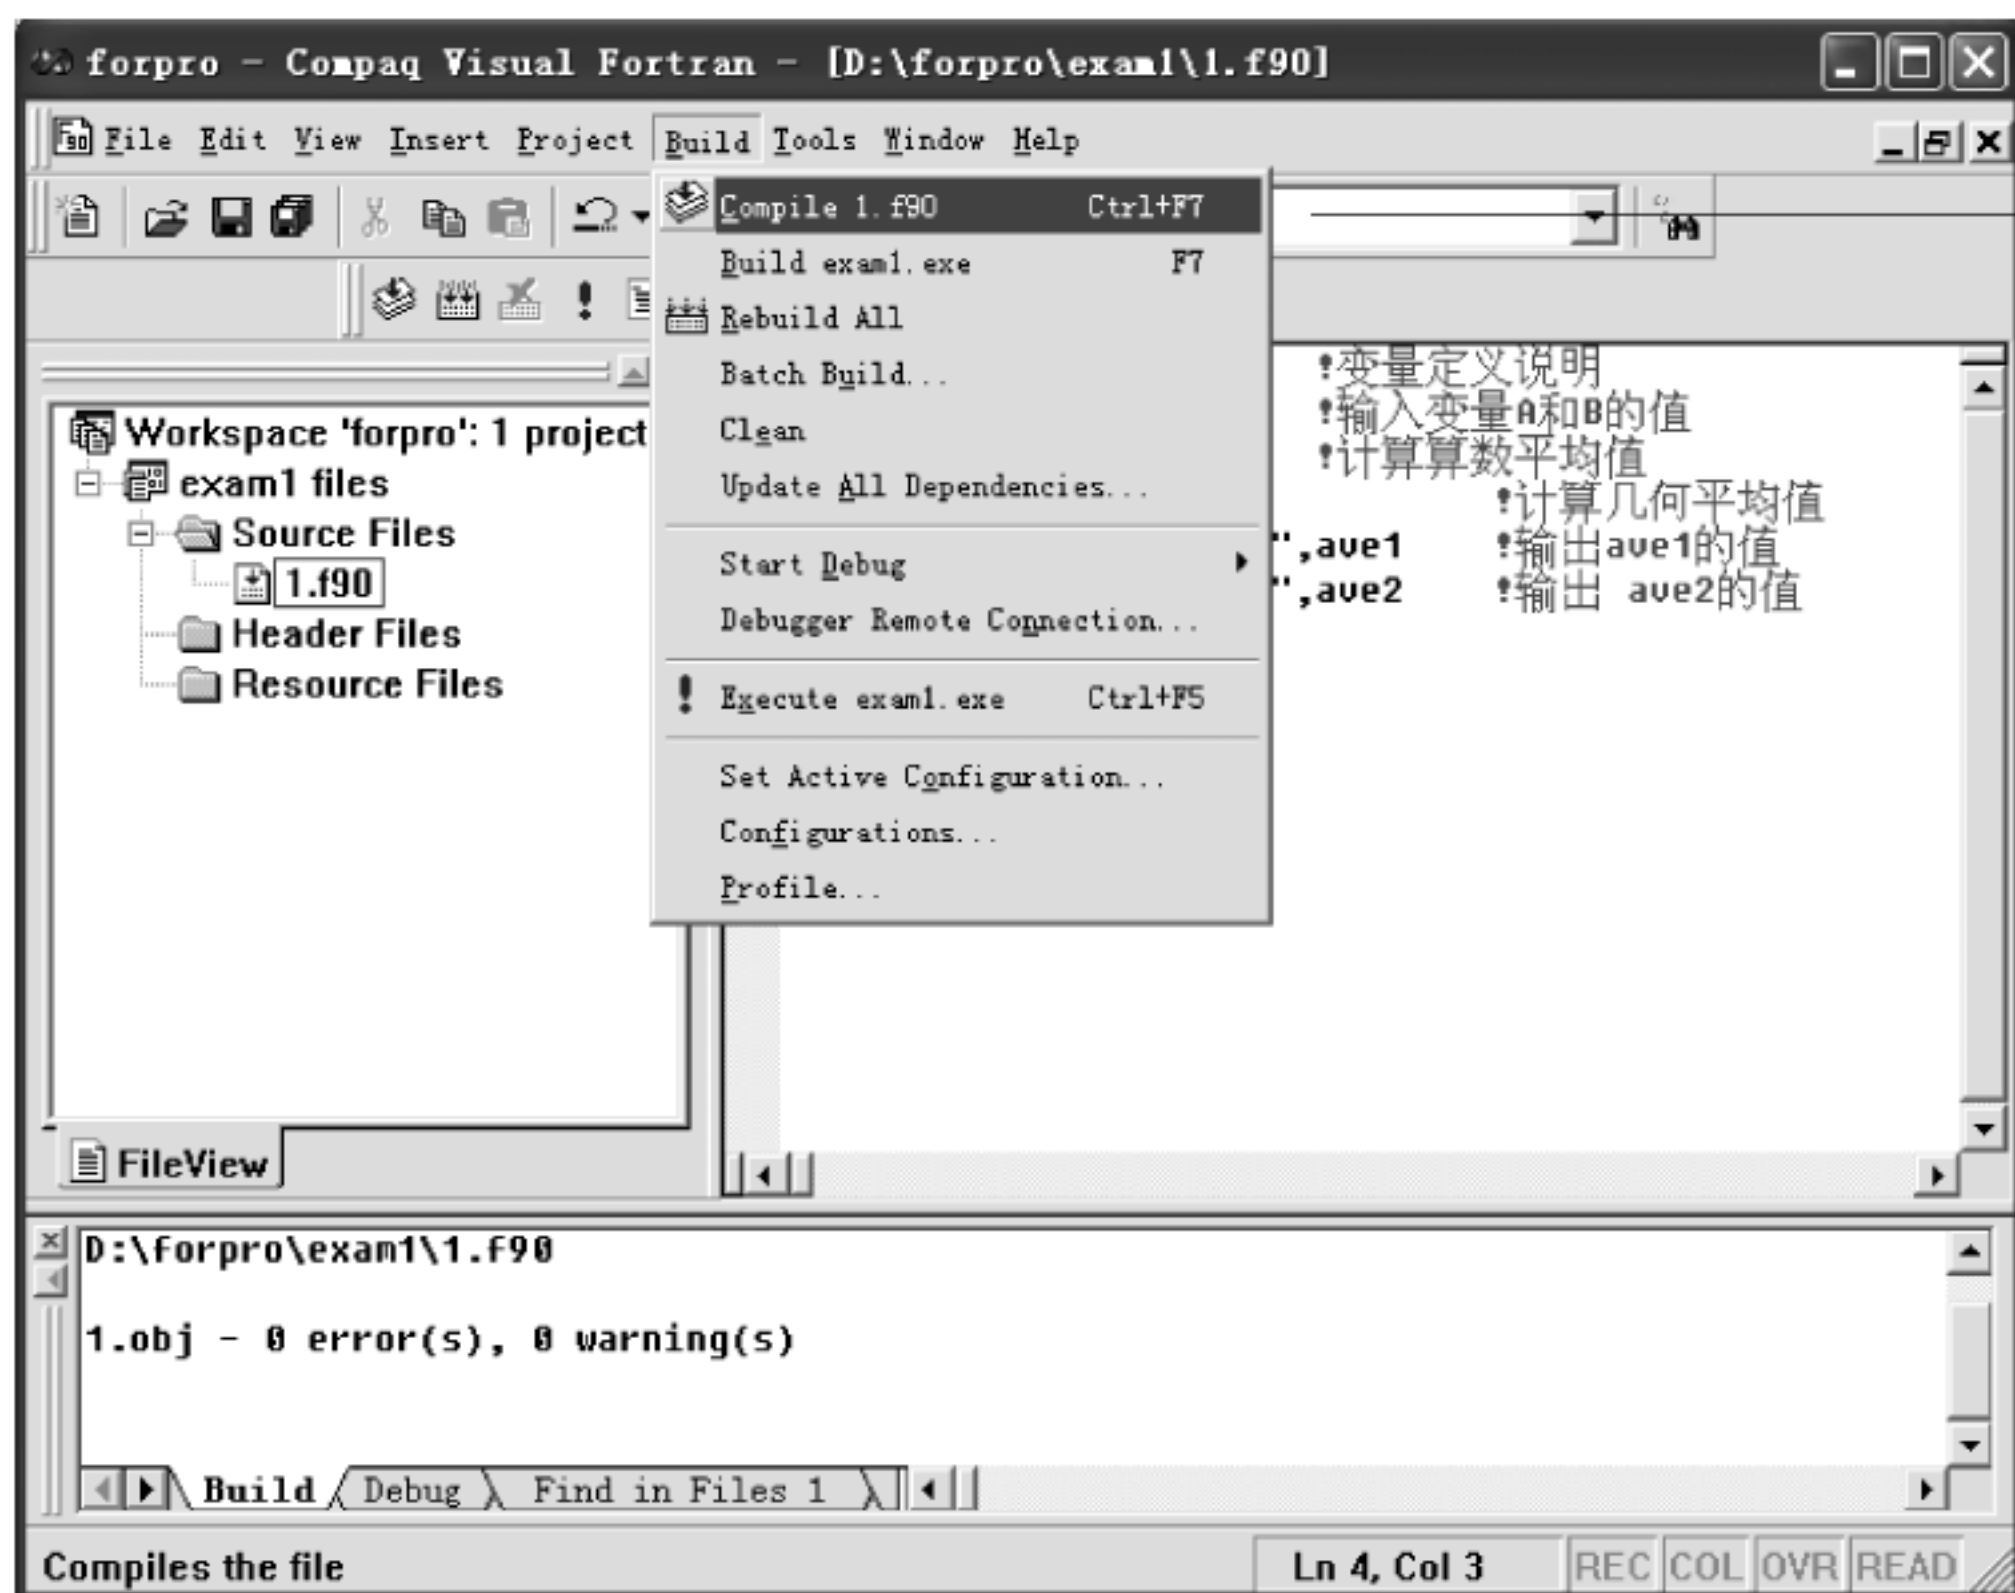 forpro - Compaq Visual Fortran - [D:\forpro\exam1\1.f90]
File Edit View Insert Project Build Tools Window Help
Compile 1.f90 Ctrl+F7
Build exam1.exe F7
Rebuild All
Batch Build...
Clean
Update All Dependencies...
Start Debug
Debugger Remote Connection...
Execute exam1.exe Ctrl+F5
Set Active Configuration...
Configurations...
Profile...
Workspace 'forpro': 1 project
exam1 files
Source Files
1.f90
Header Files
Resource Files
FileView
!变量定义说明
!输入变量A和B的值
!计算算数平均值
!计算几何平均值
",ave1 !输出ave1的值
",ave2 !输出 ave2的值
D:\forpro\exam1\1.f90
1.obj - 0 error(s), 0 warning(s)
Build Debug Find in Files 1
Compiles the file Ln 4, Col 3 REC COL OVR READ